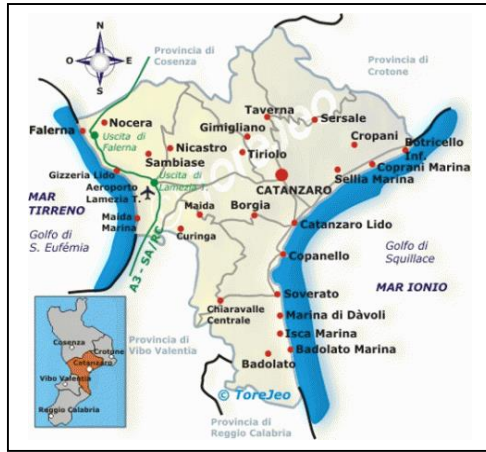 N
O
E
S
Provincia di
Cosenza
Provincia di
Crotone
Taverna
Sersale
Nocera
Falerna
Uscita di
Falerna
Gimigliano
Cropani
Nicastro
Tiriolo
Botricello
Inf.
Sambiase
Copranì Marina
Gizzeria Lido
Uscita di
Lamezia T.
Sellia Marina
Aeroporto
Lamezia T.
CATANZARO
MAR
TIRRENO
Maida
Borgia
Maida
Marina
Catanzaro Lido
Golfo di
S. Eufémia
Curinga
Golfo di
Squillace
Copanello
A3 - SA/RC
MAR IONIO
Soverato
Chiaravalle
Centrale
Marina di Dàvoli
Isca Marina
Provincia di
Vibo Valentia
Badolato Marina
Badolato
© ToreJeo
Provincia di
Reggio Calabria
Cosenza
Crotone
Catanzaro
Vibo Valentia
Reggio Calabria
ToreJeo